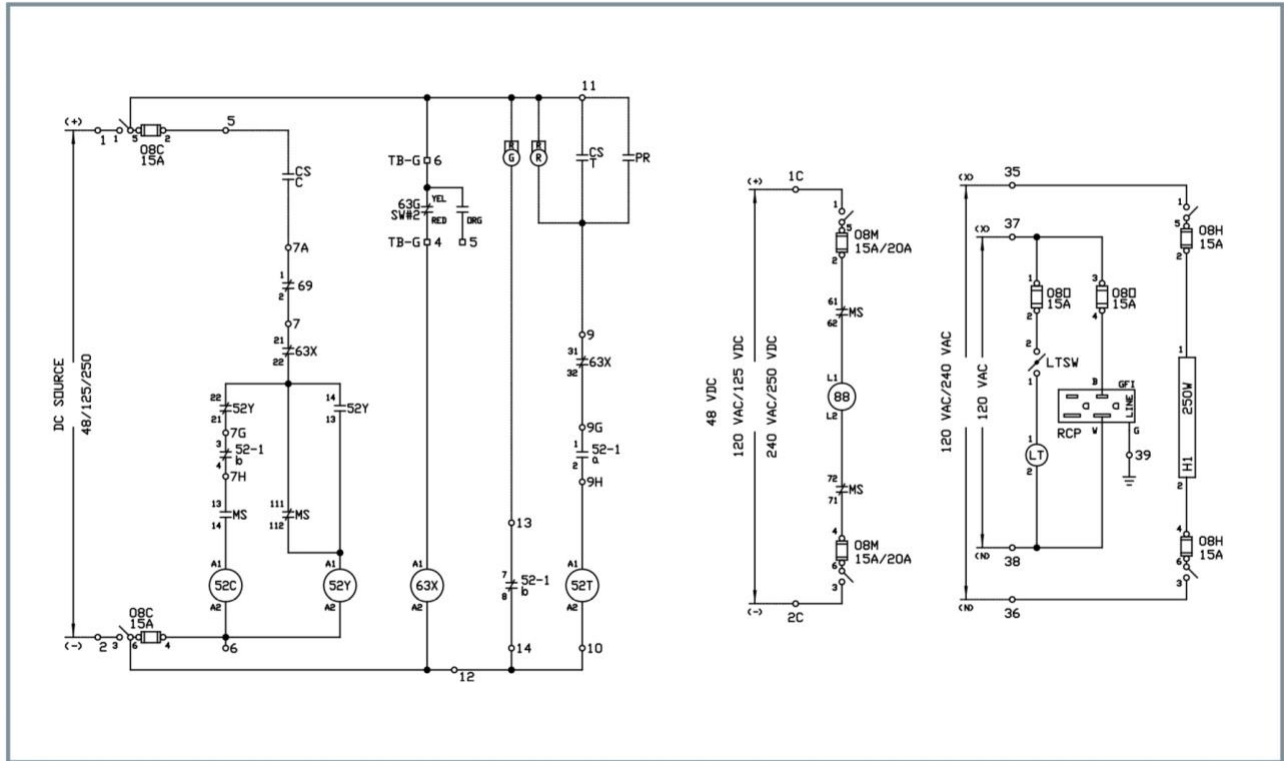 DC SOURCE
48/125/250
(+)
1
1
5
2
08C
15A
5
CS
C
7A
1
2
69
7
21
22
63X
22
21
52Y
7G
3
4
52-1
b
7H
13
14
MS
111
112
MS
14
13
52Y
A1
52C
A2
A1
52Y
A2
(-)
2
3
6
4
08C
15A
6
TB-G 6
63G
SW#2
YEL
RED
ORG
TB-G 4
5
A1
63X
A2
12
R
G
R
R
13
7
8
52-1
b
14
11
CS
T
PR
9
31
32
63X
9G
1
2
52-1
a
9H
A1
52T
A2
10
48 VDC
120 VAC/125 VDC
240 VAC/250 VDC
(+)
1C
1
5
2
08M
15A/20A
61
62
MS
L1
88
L2
72
71
MS
4
6
3
08M
15A/20A
(-)
2C
120 VAC/240 VAC
120 VAC
(X)
35
(X)
37
1
2
08O
15A
3
4
08O
15A
2
1
LTSW
1
LT
2
B
GFI
LINE
W
G
RCP
39
(N)
38
(N)
36
1
5
2
08H
15A
1
250W
H1
2
4
6
3
08H
15A